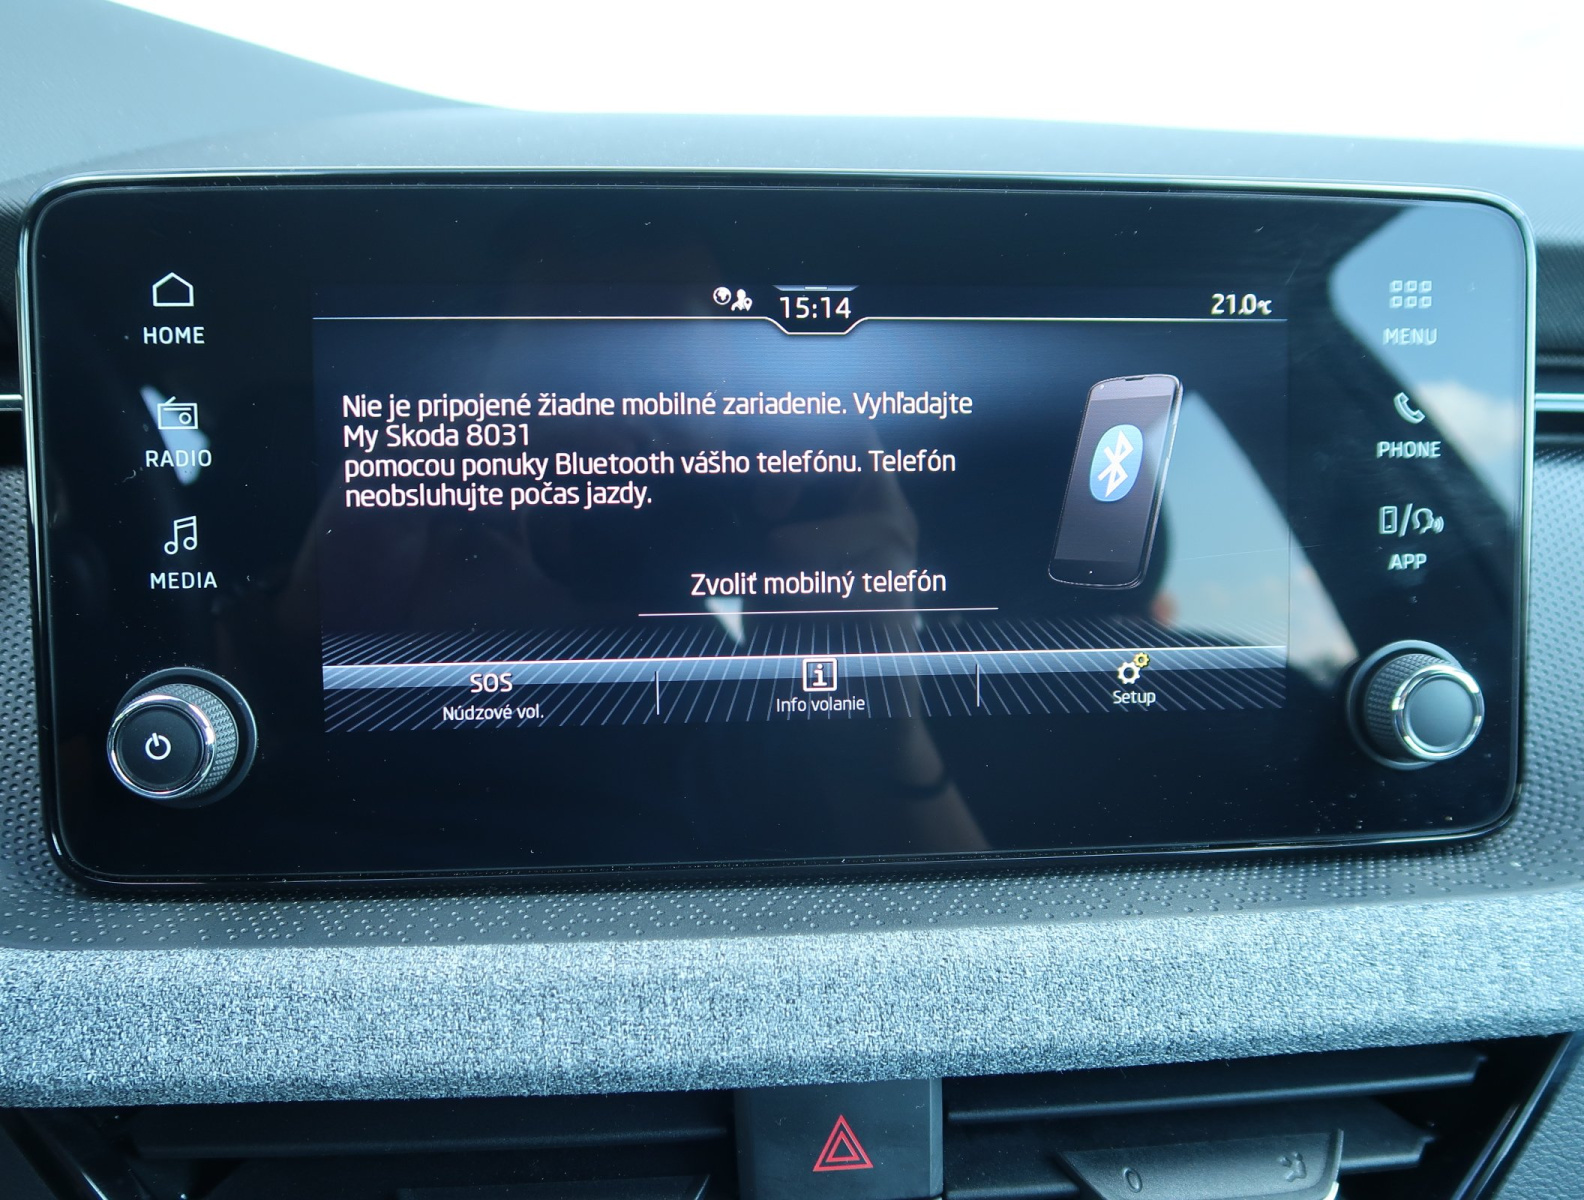 HOME
RADIO
MEDIA
15:14
21.0°C
Nie je pripojené žiadne mobilné zariadenie. Vyhľadajte
My Skoda 8031
pomocou ponuky Bluetooth vášho telefónu. Telefón
neobsluhujte počas jazdy.
Zvoliť mobilný telefón
SOS
Núdzové vol.
i
Info volanie
Setup
MENU
PHONE
APP